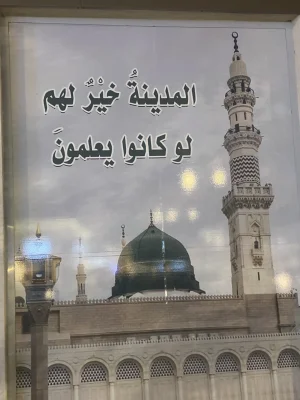 المدينةُ خيْرٌ لهم
لو كانوا يعلمونَ